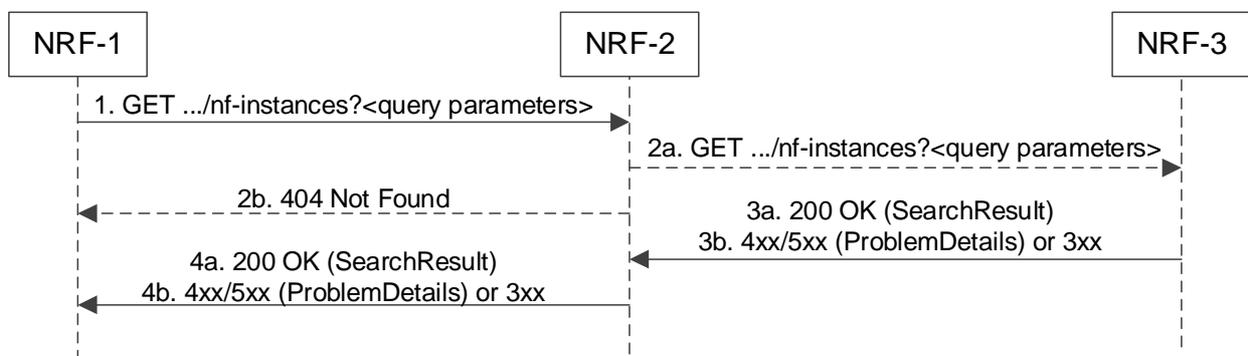 NRF-1
NRF-2
NRF-3
1. GET .../nf-instances?<query parameters>
2a. GET .../nf-instances?<query parameters>
2b. 404 Not Found
3a. 200 OK (SearchResult)
3b. 4xx/5xx (ProblemDetails) or 3xx
4a. 200 OK (SearchResult)
4b. 4xx/5xx (ProblemDetails) or 3xx